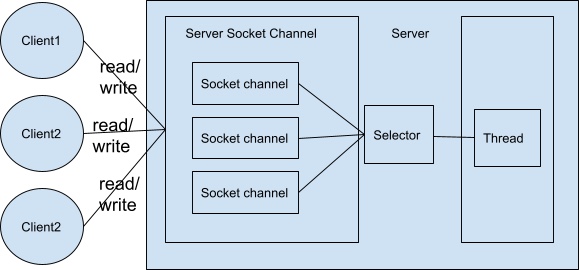 Client1
read/
write
Client2
read/
write
Client2
read/
write
Server Socket Channel
Socket channel
Socket channel
Socket channel
Server
Selector
Thread